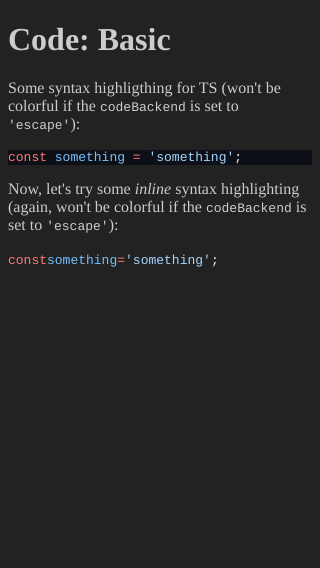 Code: Basic
Some syntax higligthing for TS (won't be
colorful if the codeBackend is set to
'escape'):
const something = 'something';
Now, let's try some inline syntax highlighting
(again, won't be colorful if the codeBackend is
set to 'escape'):
constsomething='something';